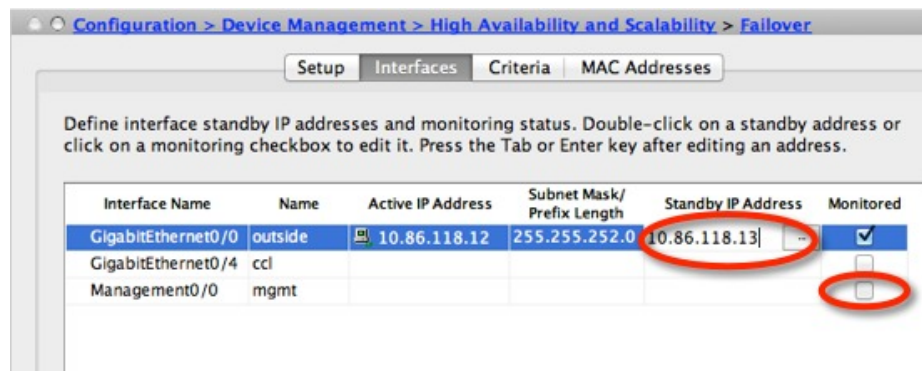 Configuration > Device Management > High Availability and Scalability > Failover
Setup Interfaces Criteria MAC Addresses
Define interface standby IP addresses and monitoring status. Double-click on a standby address or
click on a monitoring checkbox to edit it. Press the Tab or Enter key after editing an address.
Interface Name Name Active IP Address Subnet Mask/ Prefix Length Standby IP Address Monitored
GigabitEthernet0/0 outside 10.86.118.12 255.255.252.0 10.86.118.13 ..
GigabitEthernet0/4 ccl
Management0/0 mgmt